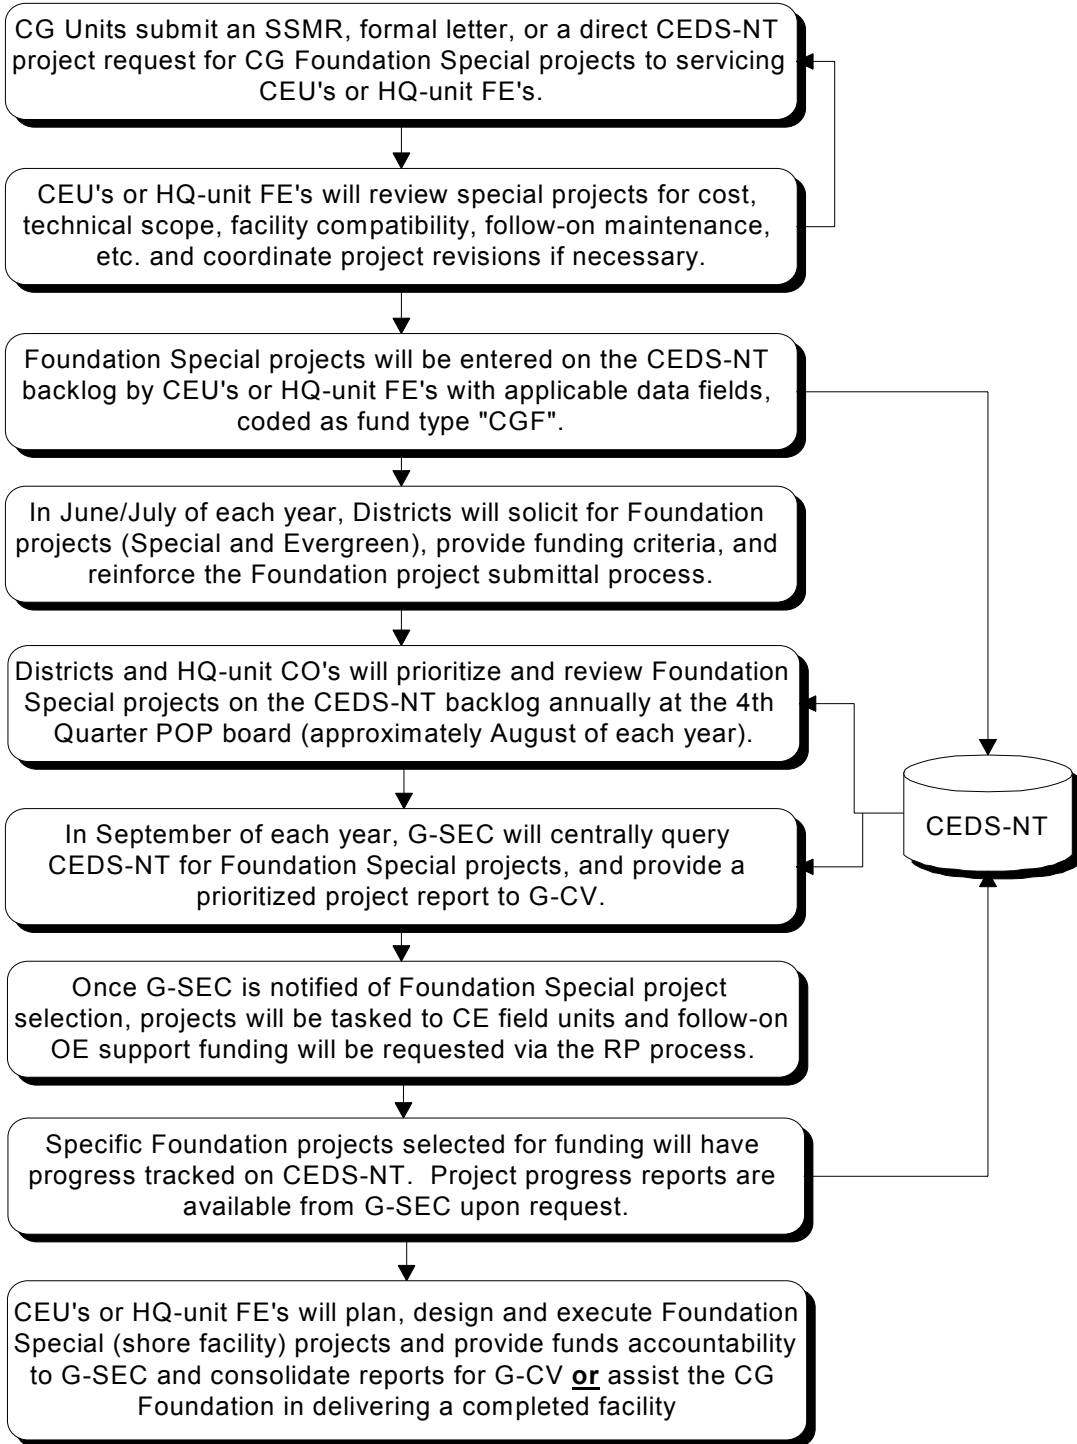 CG Units submit an SSMR, formal letter, or a direct CEDS-NT
project request for CG Foundation Special projects to servicing
CEU's or HQ-unit FE's.
CEU's or HQ-unit FE's will review special projects for cost,
technical scope, facility compatibility, follow-on maintenance,
etc. and coordinate project revisions if necessary.
Foundation Special projects will be entered on the CEDS-NT
backlog by CEU's or HQ-unit FE's with applicable data fields,
coded as fund type "CGF".
In June/July of each year, Districts will solicit for Foundation
projects (Special and Evergreen), provide funding criteria, and
reinforce the Foundation project submittal process.
Districts and HQ-unit CO's will prioritize and review Foundation
Special projects on the CEDS-NT backlog annually at the 4th
Quarter POP board (approximately August of each year).
CEDS-NT
In September of each year, G-SEC will centrally query
CEDS-NT for Foundation Special projects, and provide a
prioritized project report to G-CV.
Once G-SEC is notified of Foundation Special project
selection, projects will be tasked to CE field units and follow-on
OE support funding will be requested via the RP process.
Specific Foundation projects selected for funding will have
progress tracked on CEDS-NT.  Project progress reports are
available from G-SEC upon request.
CEU's or HQ-unit FE's will plan, design and execute Foundation
Special (shore facility) projects and provide funds accountability
to G-SEC and consolidate reports for G-CV or assist the CG
Foundation in delivering a completed facility